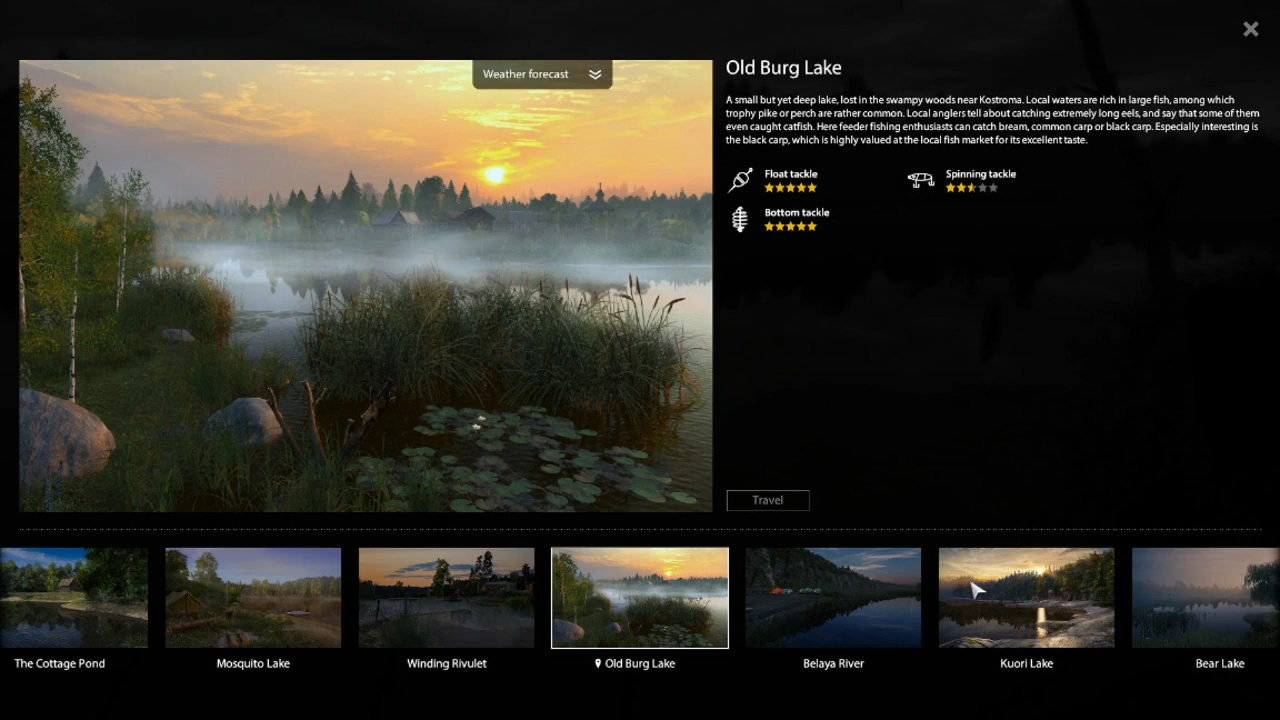 Weather forecast
Old Burg Lake
A small but yet deep lake, lost in the swampy woods near Kostroma. Local waters are rich in large fish, among which
trophy pike or perch are rather common. Local anglers tell about catching extremely long eels, and say that some of them
even caught catfish. Here feeder fishing enthusiasts can catch bream, common carp or black carp. Especially interesting is
the black carp, which is highly valued at the local fish market for its excellent taste.
Float tackle
Spinning tackle
Bottom tackle
Travel
The Cottage Pond
Mosquito Lake
Winding Rivulet
Old Burg Lake
Belaya River
Kuori Lake
Bear Lake